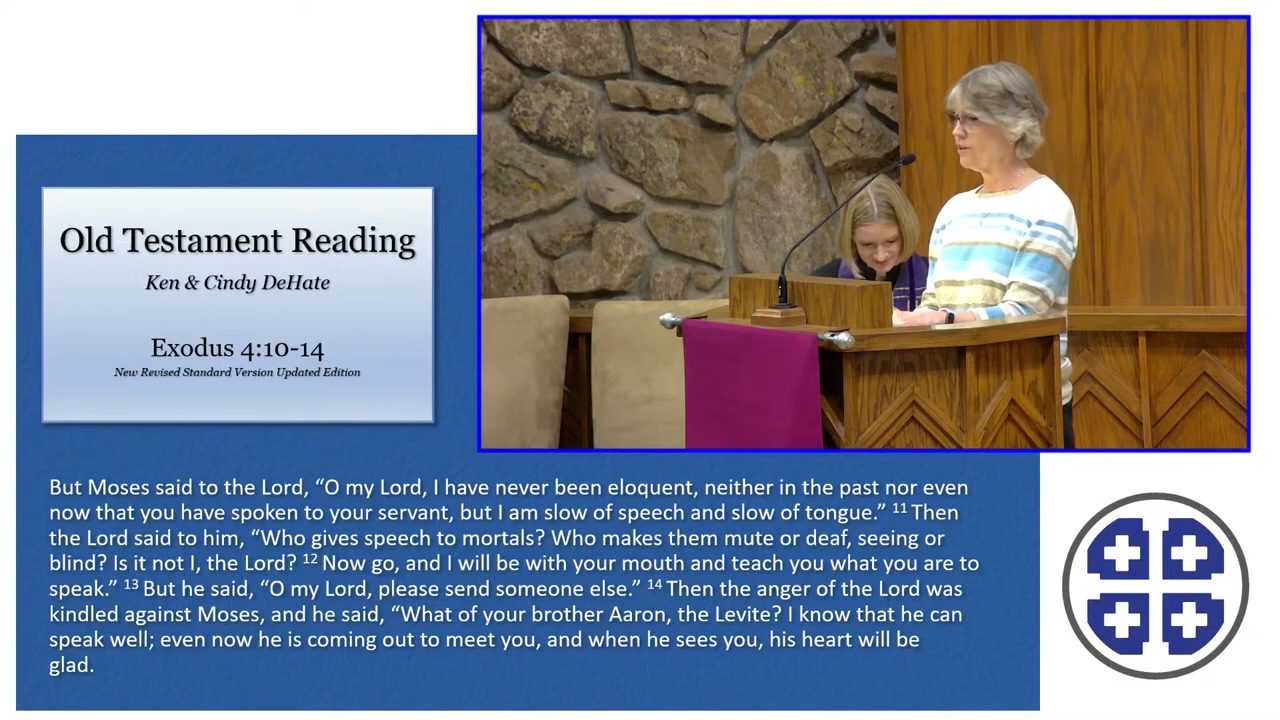 Old Testament Reading
Ken & Cindy DeHate
Exodus 4:10-14
New Revised Standard Version Updated Edition
But Moses said to the Lord, “O my Lord, I have never been eloquent, neither in the past nor even
now that you have spoken to your servant, but I am slow of speech and slow of tongue.” 11 Then
the Lord said to him, “Who gives speech to mortals? Who makes them mute or deaf, seeing or
blind? Is it not I, the Lord? 12 Now go, and I will be with your mouth and teach you what you are to
speak.” 13 But he said, “O my Lord, please send someone else.” 14 Then the anger of the Lord was
kindled against Moses, and he said, “What of your brother Aaron, the Levite? I know that he can
speak well; even now he is coming out to meet you, and when he sees you, his heart will be
glad.